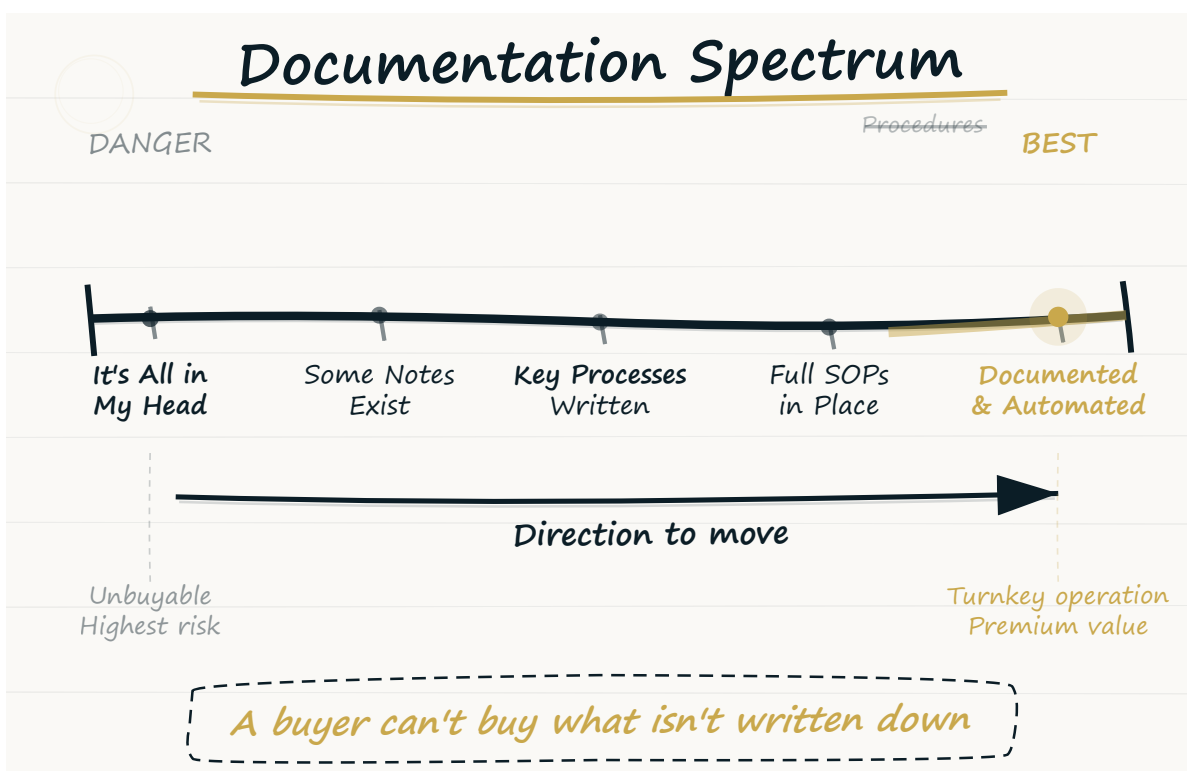 Documentation Spectrum
Procedures
DANGER
BEST
It's All in
My Head
Some Notes
Exist
Key Processes
Written
Full SOPs
in Place
Documented
& Automated
Direction to move
Unbuyable
Highest risk
Turnkey operation
Premium value
A buyer can't buy what isn't written down